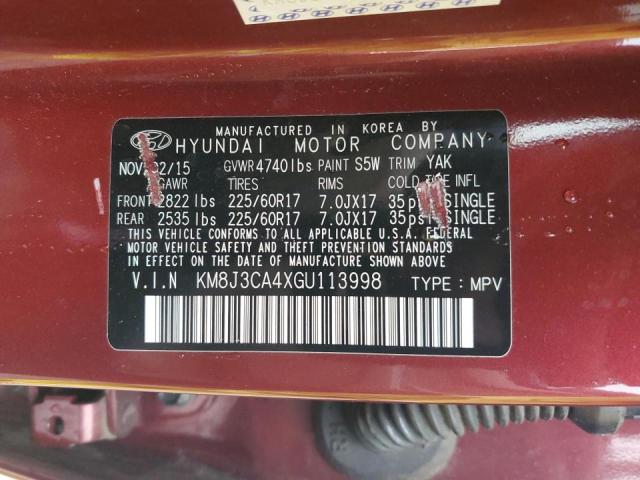 MANUFACTURED IN KOREA BY
HYUNDAI MOTOR COMPANY
NOV 02/15 GVWR 4740lbs PAINT S5W TRIM YAK
GAWR TIRES RIMS COLD TIRE INFL
FRONT 2822 lbs 225/60R17 7.0JX17 35 psi SINGLE
REAR 2535 lbs 225/60R17 7.0JX17 35 psi SINGLE
THIS VEHICLE CONFORMS TO ALL APPLICABLE U.S. FEDERAL
MOTOR VEHICLE SAFETY AND THEFT PREVENTION STANDARDS
IN EFFECT ON THE DATE OF MANUFACTURE SHOWN ABOVE
V.I.N KM8J3CA4XGU113998
TYPE : MPV